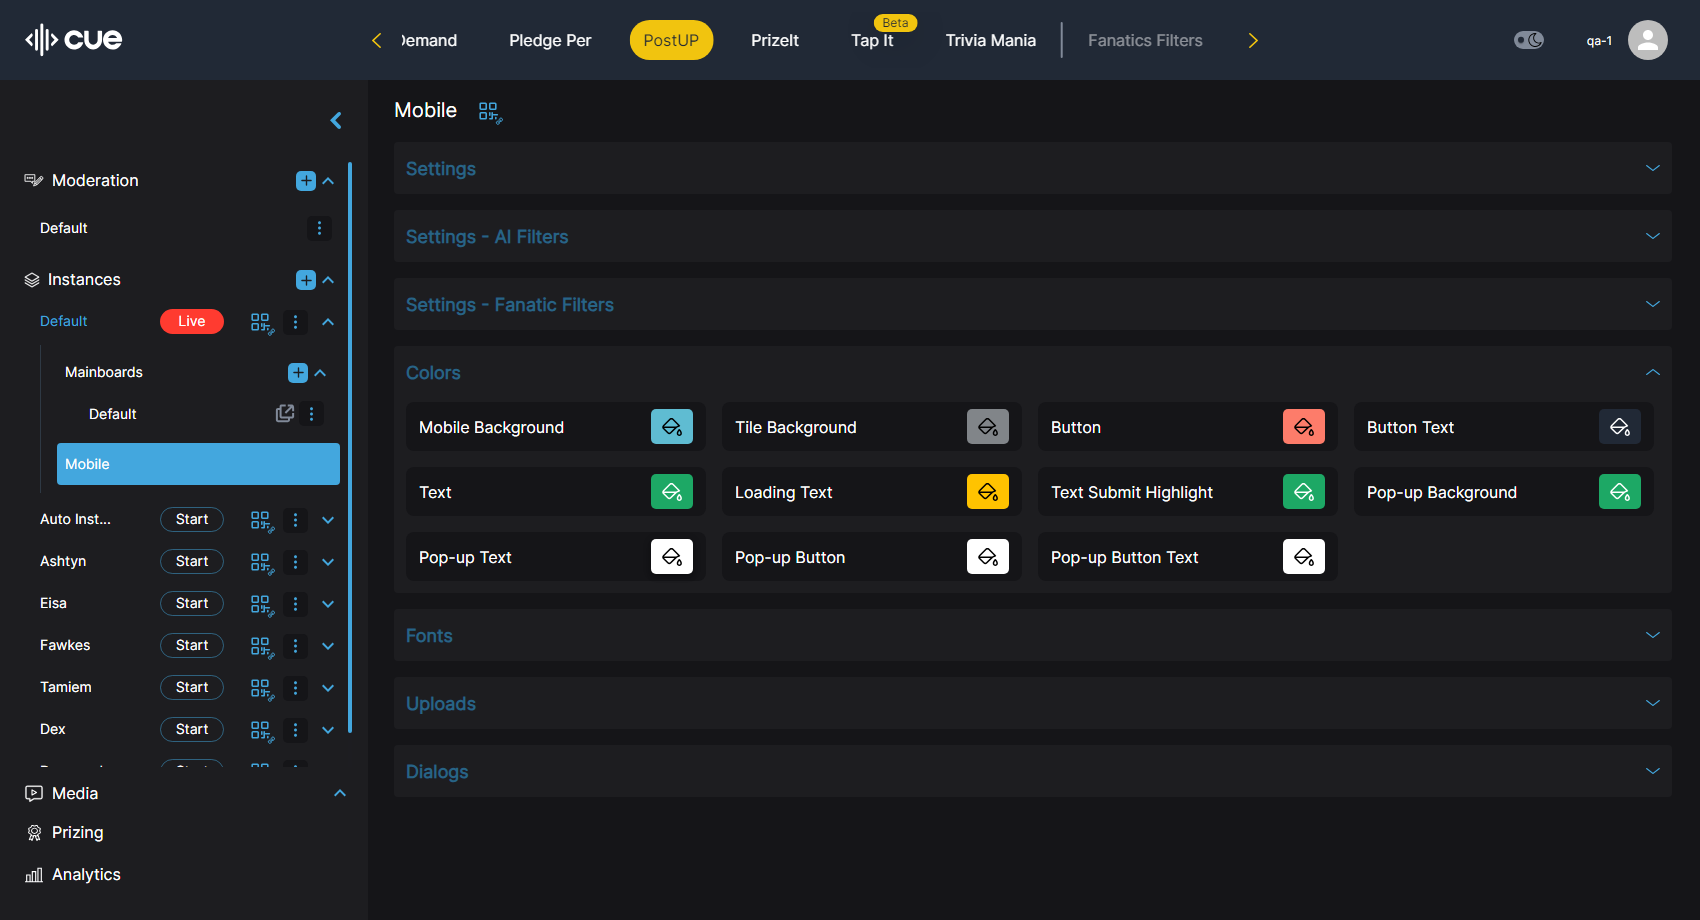 cue
Demand
Pledge Per
PostUP
PrizeIt
Tap It
Beta
Trivia Mania
Fanatics Filters
qa-1
Moderation
Default
Instances
Default
Live
Mainboards
Default
Mobile
Auto Inst...
Start
Ashtyn
Start
Eisa
Start
Fawkes
Start
Tamiem
Start
Dex
Start
Media
Prizing
Analytics
Mobile
Settings
Settings - AI Filters
Settings - Fanatic Filters
Colors
Mobile Background
Tile Background
Button
Button Text
Text
Loading Text
Text Submit Highlight
Pop-up Background
Pop-up Text
Pop-up Button
Pop-up Button Text
Fonts
Uploads
Dialogs